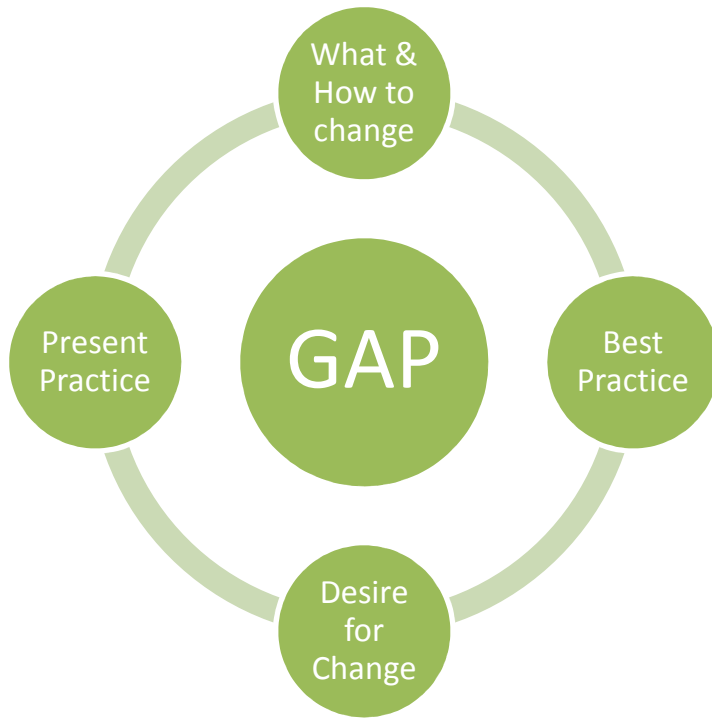 What &
How to
change
Present
Practice
GAP
Best
Practice
Desire
for
Change